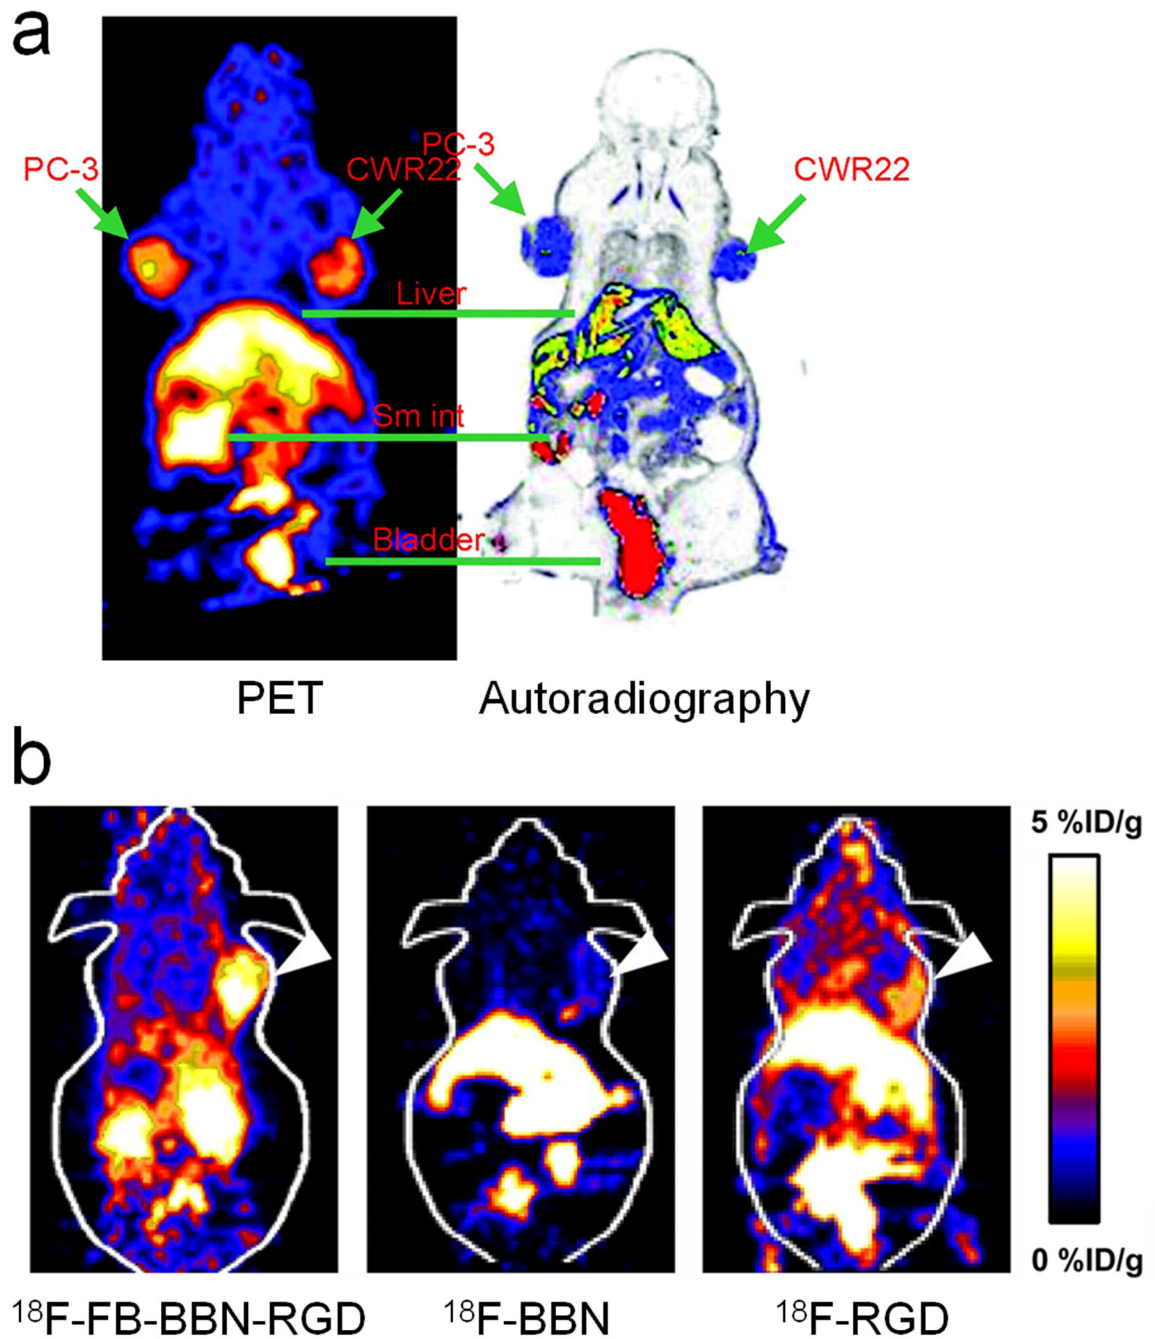 a
PC-3
CWR22
PC-3
CWR22
Liver
Sm int
Bladder
PET
Autoradiography
b
5 %ID/g
0 %ID/g
¹⁸F-FB-BBN-RGD
¹⁸F-BBN
¹⁸F-RGD